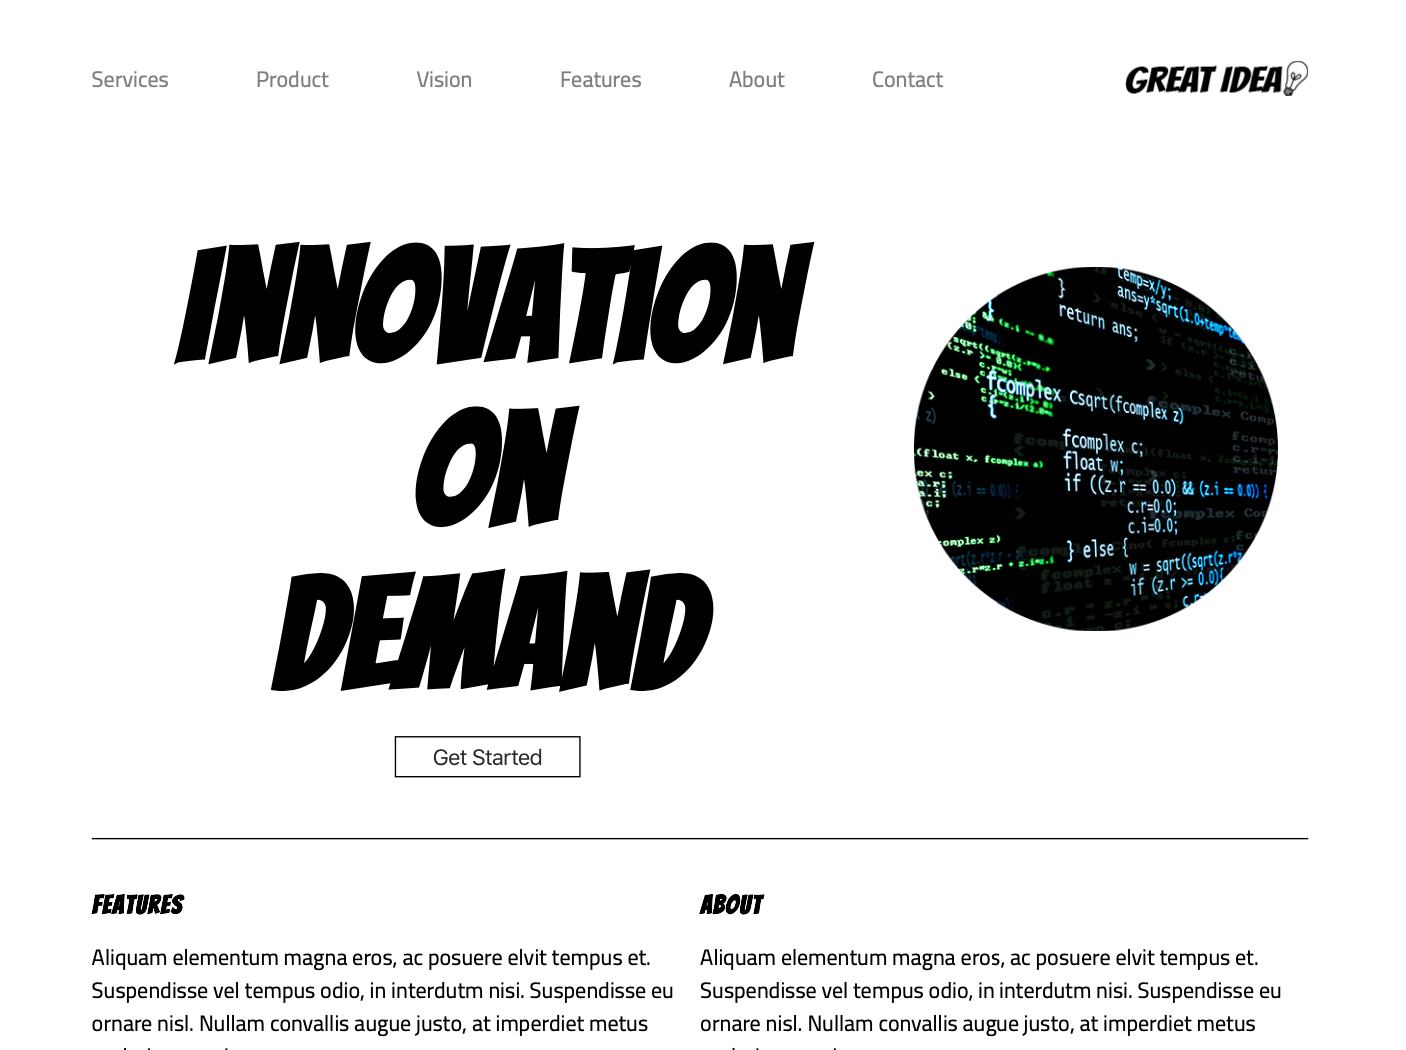 Services Product Vision Features About Contact GREAT IDEA
INNOVATION
ON
DEMAND
temp=x/y;
}
ans=y*sqrt(1.0+temp*te
return ans;
fcomplex Csqrt(fcomplex z)
{
fcomplex c;
float w;
if ((z.r == 0.0) && (z.i == 0.0)) {
c.r=0.0;
c.i=0.0;
} else {
w = sqrt((sqrt(z.r*z
if (z.r >= 0.0){
Get Started
FEATURES
Aliquam elementum magna eros, ac posuere elvit tempus et.
Suspendisse vel tempus odio, in interdutm nisi. Suspendisse eu
ornare nisl. Nullam convallis augue justo, at imperdiet metus
ABOUT
Aliquam elementum magna eros, ac posuere elvit tempus et.
Suspendisse vel tempus odio, in interdutm nisi. Suspendisse eu
ornare nisl. Nullam convallis augue justo, at imperdiet metus